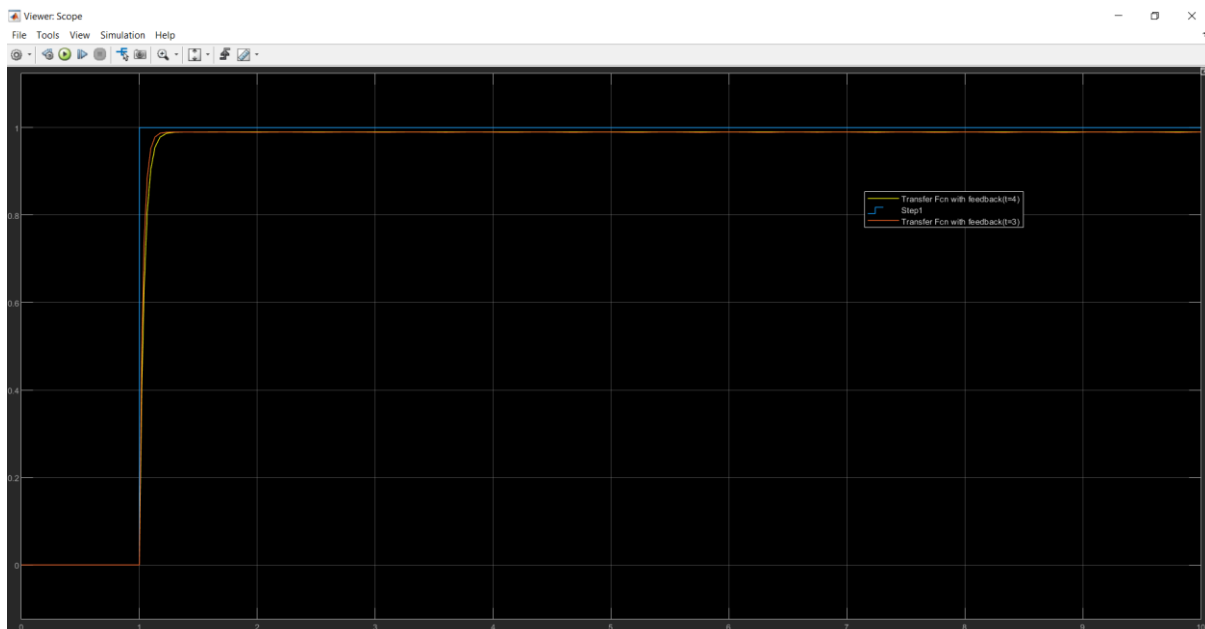 Viewer: Scope
File Tools View Simulation Help
1
0.8
Transfer Fcn with feedback(t=4)
Step1
Transfer Fcn with feedback(t=3)
0.6
0.4
0.2
0
0 1 2 3 4 5 6 7 8 9 10